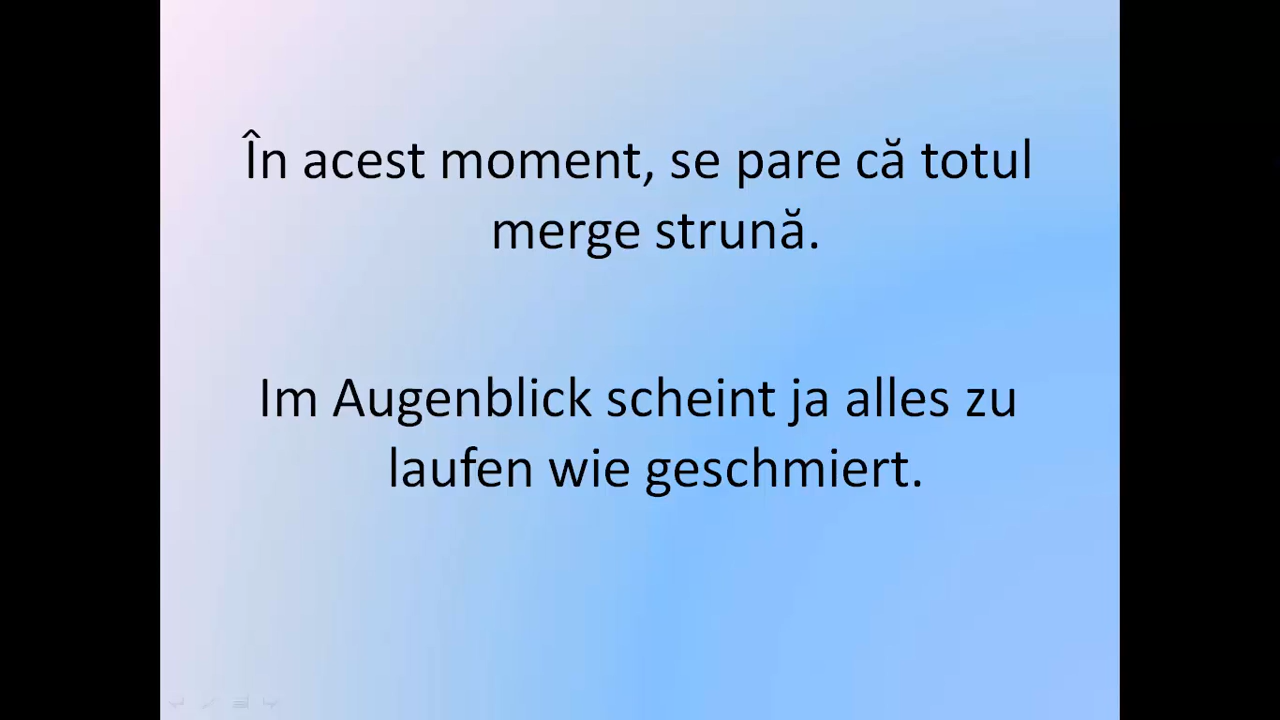 În acest moment, se pare că totul
merge strună.
Im Augenblick scheint ja alles zu
laufen wie geschmiert.